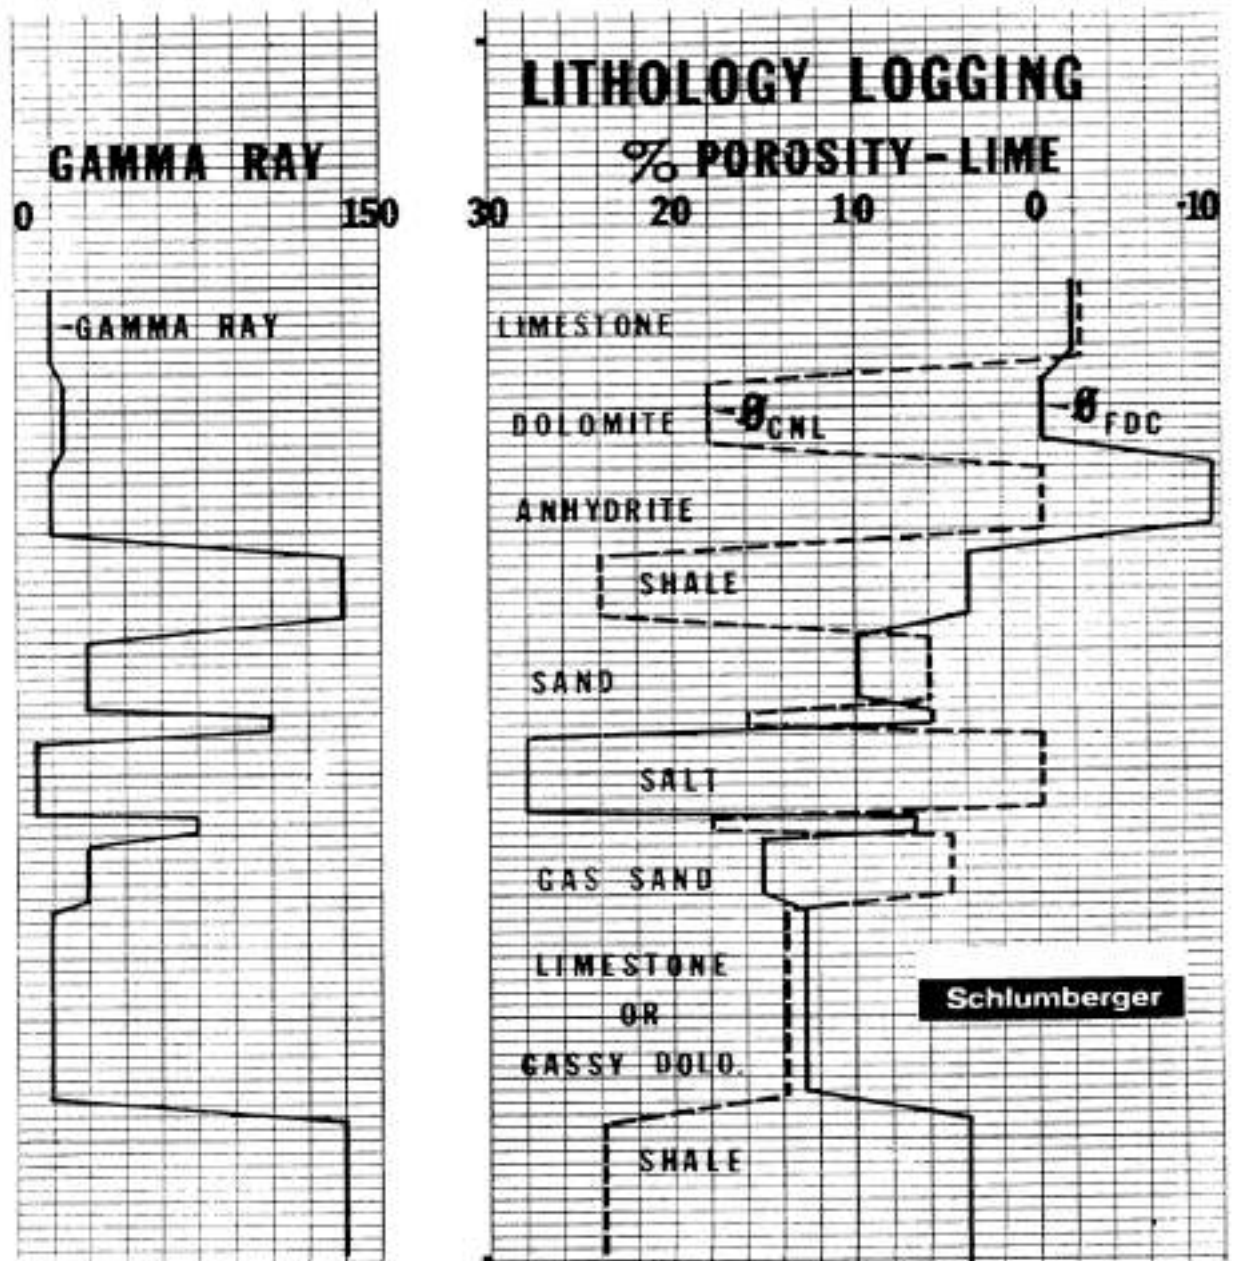 LITHOLOGY LOGGING
GAMMA RAY
% POROSITY - LIME
0 150
30 20 10 0 -10
-GAMMA RAY
LIMESTONE
DOLOMITE
-ØCNL
-ØFDC
ANHYDRITE
SHALE
SAND
SALT
GAS SAND
LIMESTONE
OR
GASSY DOLO.
Schlumberger
SHALE